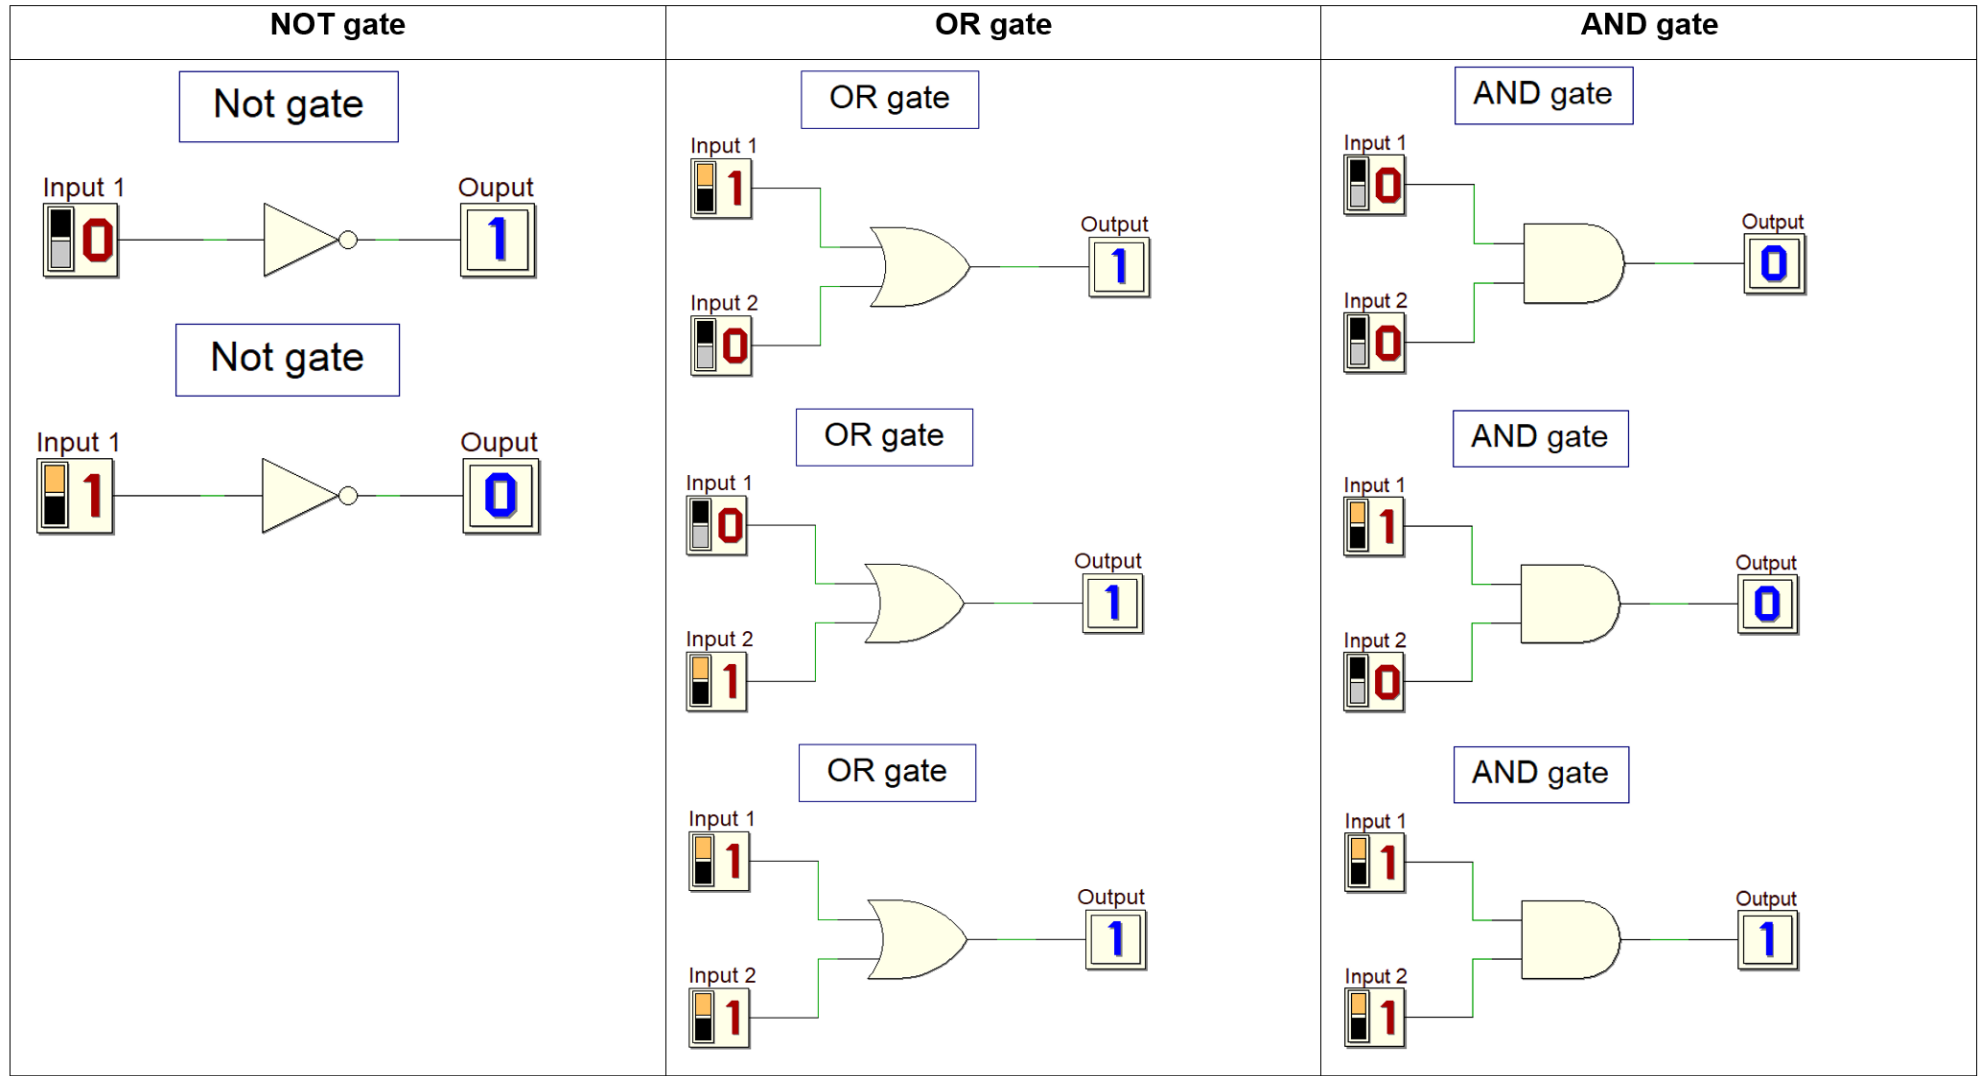 NOT gate
Not gate
Input 1
Ouput
0
1
Not gate
Input 1
Ouput
1
0
OR gate
OR gate
Input 1
1
Output
1
Input 2
0
OR gate
Input 1
0
Output
1
Input 2
1
OR gate
Input 1
1
Output
1
Input 2
1
AND gate
AND gate
Input 1
0
Output
0
Input 2
0
AND gate
Input 1
1
Output
0
Input 2
0
AND gate
Input 1
1
Output
1
Input 2
1